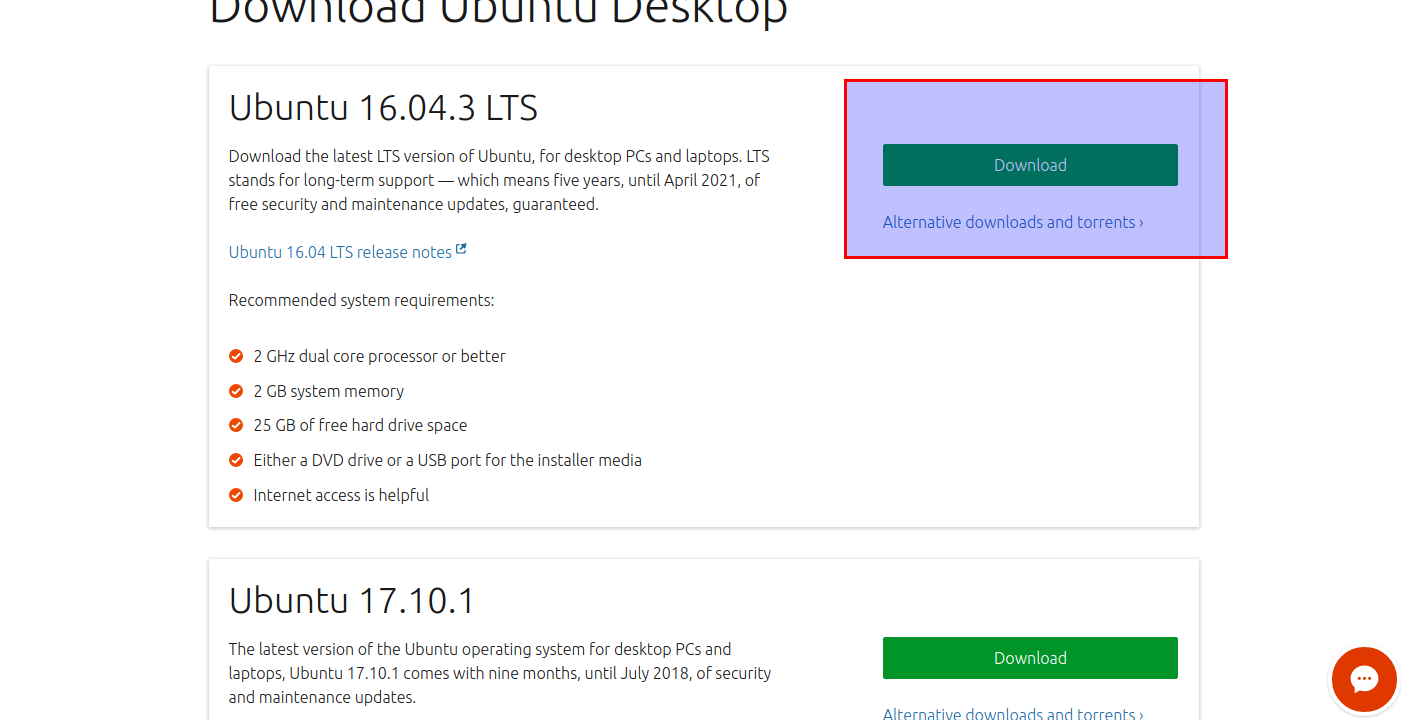 Download Ubuntu Desktop
Ubuntu 16.04.3 LTS
Download the latest LTS version of Ubuntu, for desktop PCs and laptops. LTS
stands for long-term support — which means five years, until April 2021, of
free security and maintenance updates, guaranteed.
Ubuntu 16.04 LTS release notes
Recommended system requirements:
2 GHz dual core processor or better
2 GB system memory
25 GB of free hard drive space
Either a DVD drive or a USB port for the installer media
Internet access is helpful
Download
Alternative downloads and torrents ›
Ubuntu 17.10.1
The latest version of the Ubuntu operating system for desktop PCs and
laptops, Ubuntu 17.10.1 comes with nine months, until July 2018, of security
and maintenance updates.
Download
Alternative downloads and torrents ›